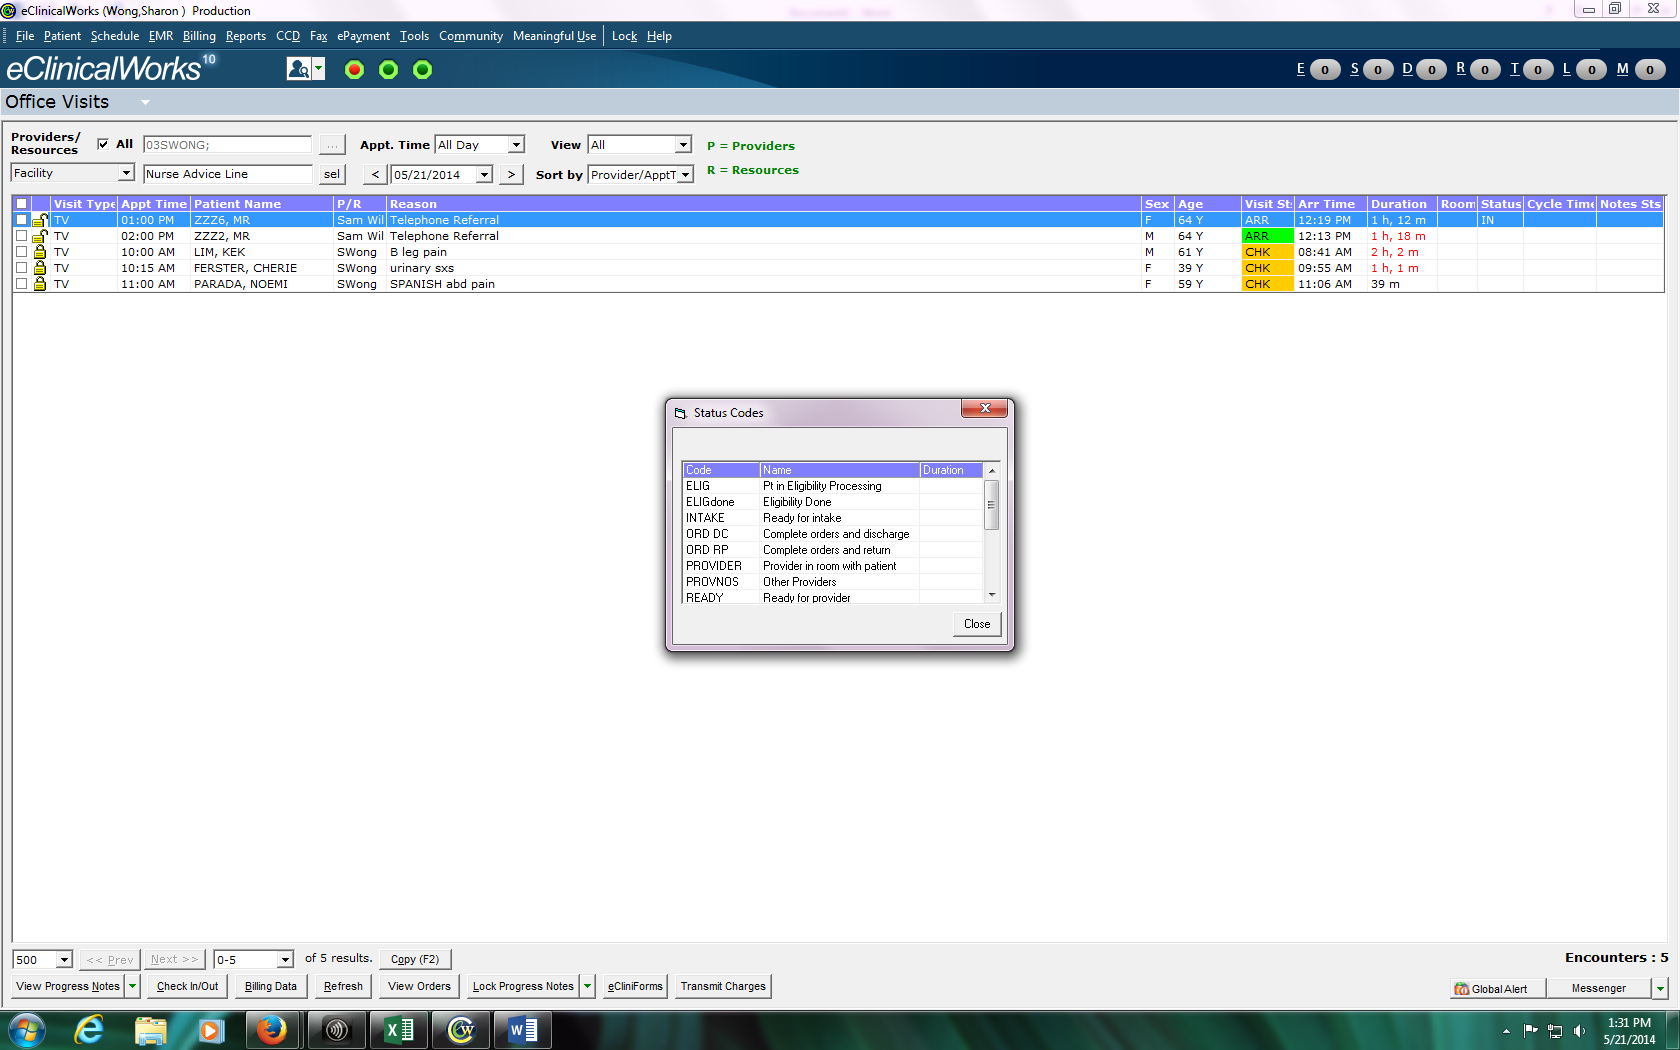 eClinicalWorks (Wong,Sharon ) Production
File Patient Schedule EMR Billing Reports CCD Fax ePayment Tools Community Meaningful Use Lock Help
eClinicalWorks 10 E 0 S 0 D 0 R 0 T 0 L 0 M 0
Office Visits
Providers/ Resources All 03SWONG; ... Appt. Time All Day View All P = Providers
Facility Nurse Advice Line sel < 05/21/2014 > Sort by Provider/ApptT R = Resources
Visit Type Appt Time Patient Name P/R Reason Sex Age Visit St Arr Time Duration Room Status Cycle Time Notes Sts
TV 01:00 PM ZZZ6, MR Sam Wil Telephone Referral F 64 Y ARR 12:19 PM 1 h, 12 m IN
TV 02:00 PM ZZZ2, MR Sam Wil Telephone Referral M 64 Y ARR 12:13 PM 1 h, 18 m
TV 10:00 AM LIM, KEK SWong B leg pain M 61 Y CHK 08:41 AM 2 h, 2 m
TV 10:15 AM FERSTER, CHERIE SWong urinary sxs F 39 Y CHK 09:55 AM 1 h, 1 m
TV 11:00 AM PARADA, NOEMI SWong SPANISH abd pain F 59 Y CHK 11:06 AM 39 m
Status Codes
Code Name Duration
ELIG Pt in Eligibility Processing
ELIGdone Eligibility Done
INTAKE Ready for intake
ORD DC Complete orders and discharge
ORD RP Complete orders and return
PROVIDER Provider in room with patient
PROVNOS Other Providers
READY Ready for provider
Close
500 << Prev Next >> 0-5 of 5 results. Copy (F2) Encounters : 5
View Progress Notes Check In/Out Billing Data Refresh View Orders Lock Progress Notes eCliniForms Transmit Charges Global Alert Messenger
1:31 PM
5/21/2014